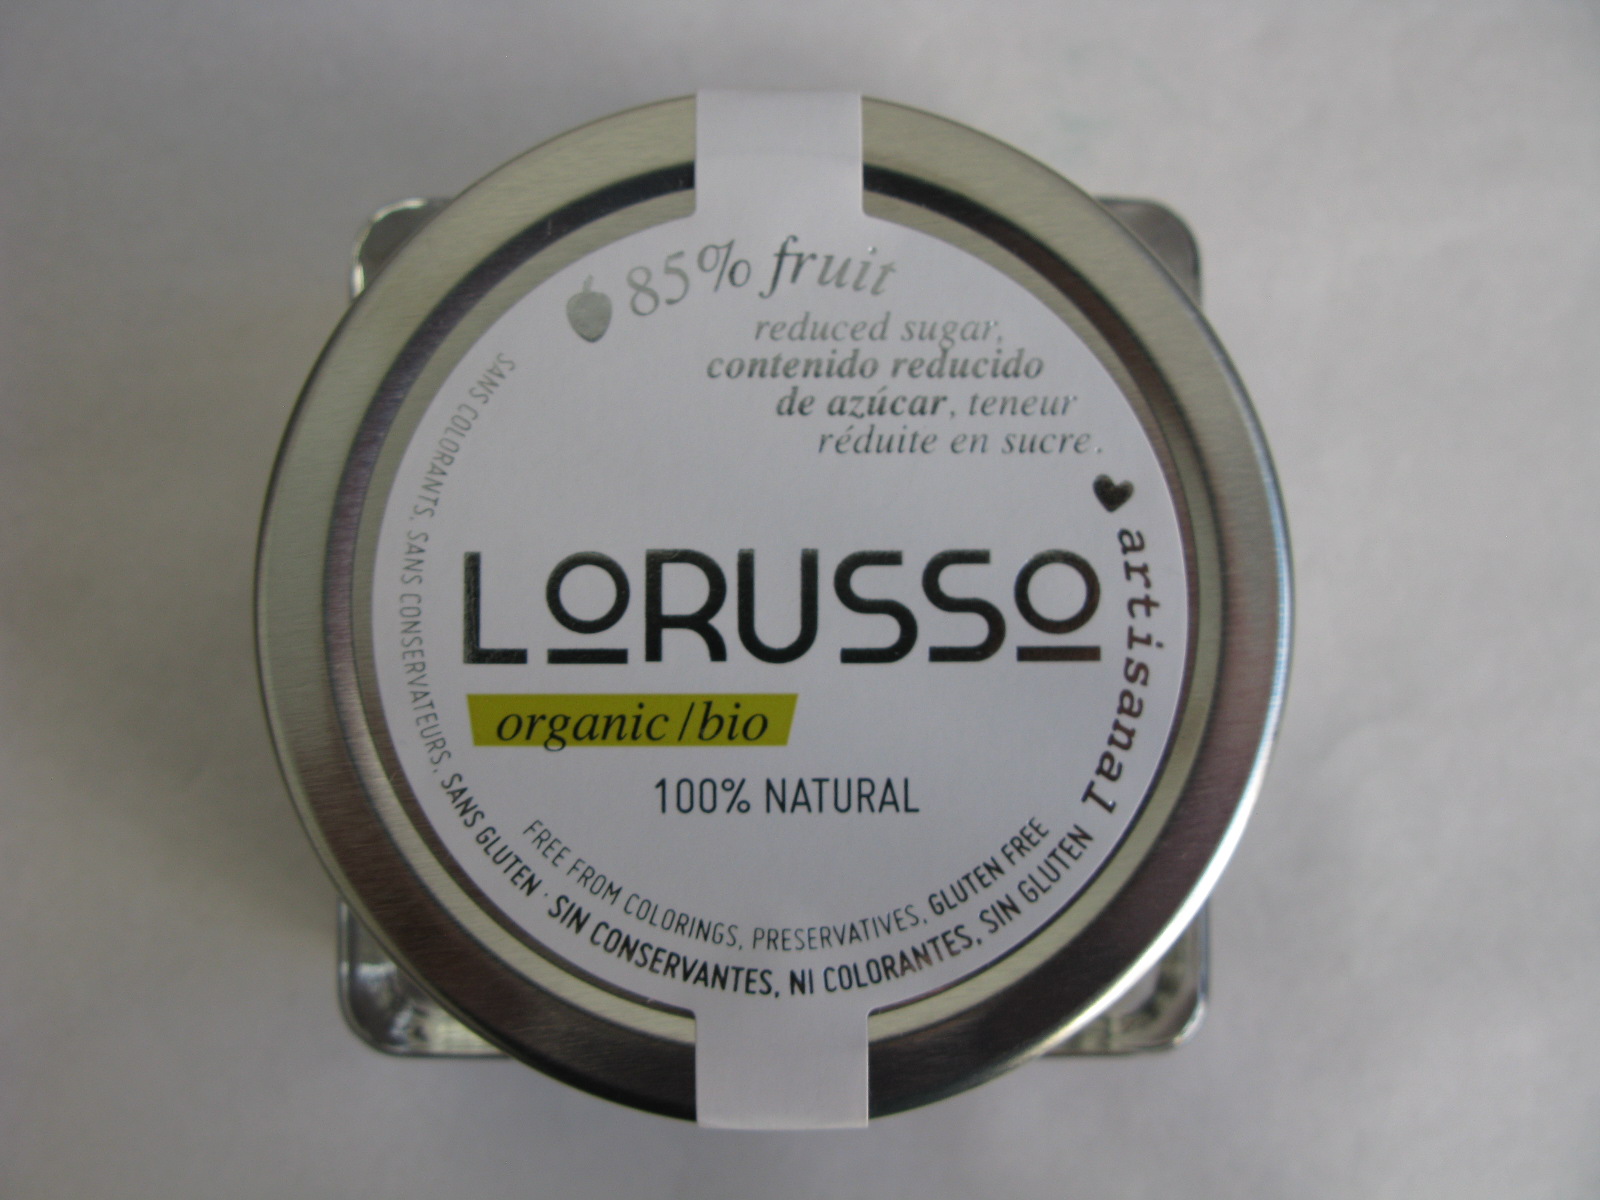 85% fruit
reduced sugar,
contenido reducido
de azúcar, teneur
réduite en sucre.
artisanal
LORUSSO
organic/bio
100% NATURAL
FREE FROM COLORINGS, PRESERVATIVES, GLUTEN FREE
SANS COLORANTS, SANS CONSERVATEURS, SANS GLUTEN · SIN CONSERVANTES, NI COLORANTES, SIN GLUTEN